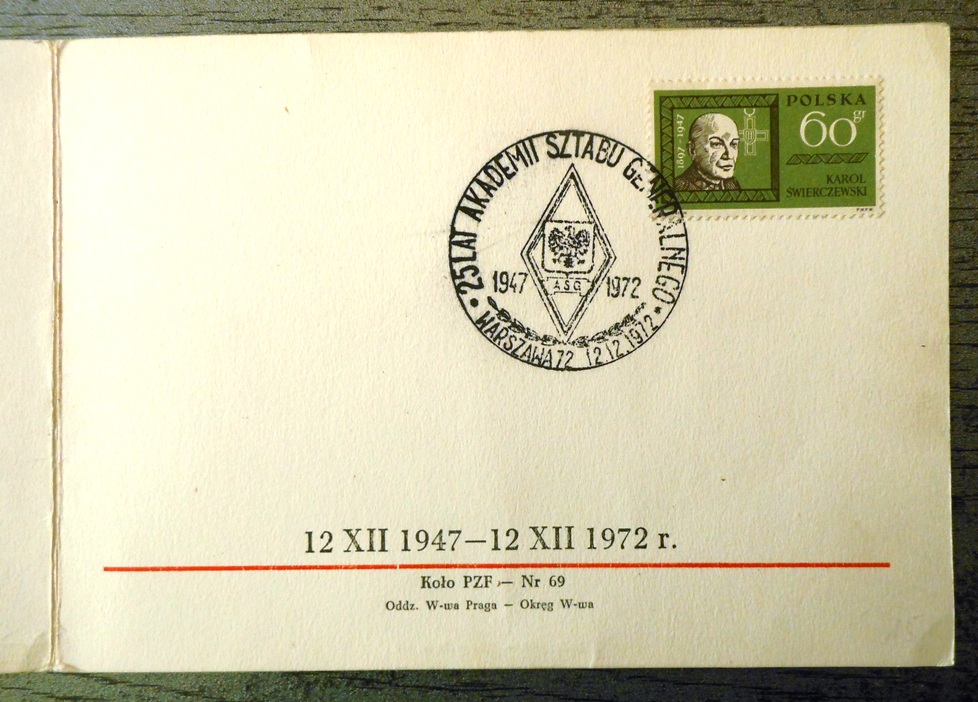 POLSKA
60 gr
1897 - 1947
KAROL
ŚWIERCZEWSKI
• 25 LAT AKADEMII SZTABU GENERALNEGO •
1947 1972
ASG
WARSZAWA 72 12.12.1972
12 XII 1947—12 XII 1972 r.
Koło PZF — Nr 69
Oddz. W-wa Praga — Okręg W-wa